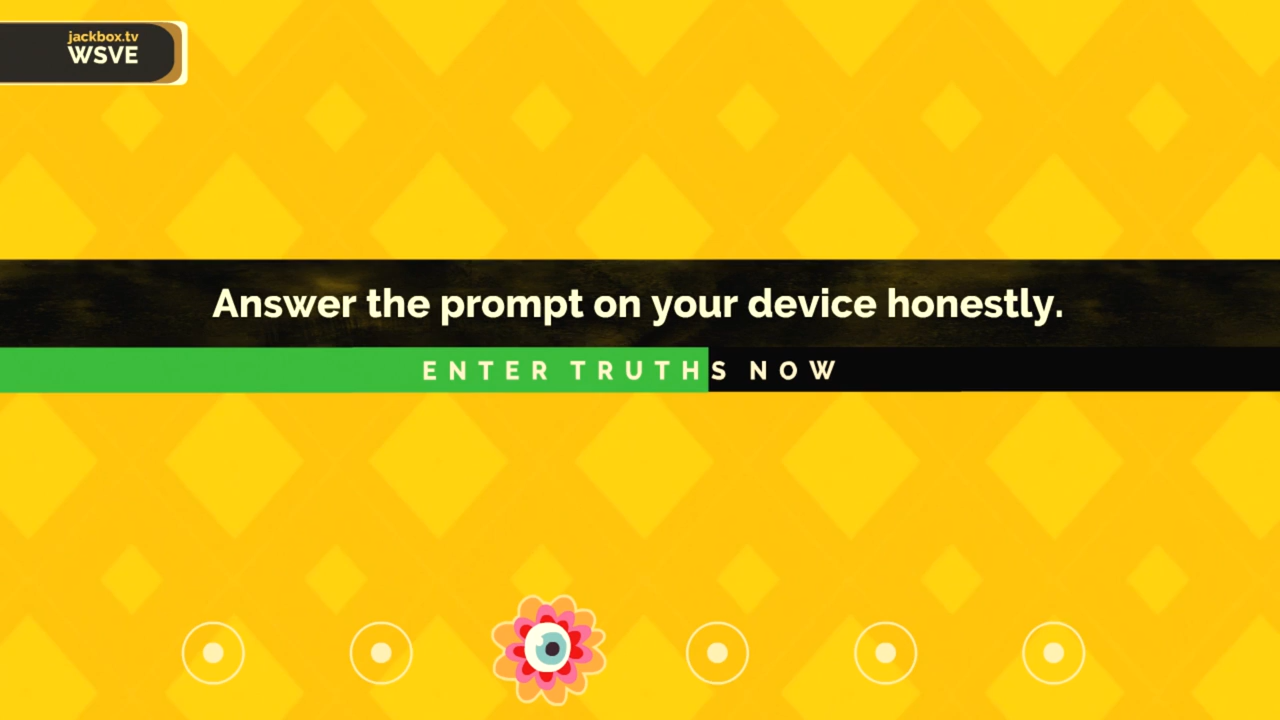 jackbox.tv
WSVE
Answer the prompt on your device honestly.
ENTER TRUTHS NOW